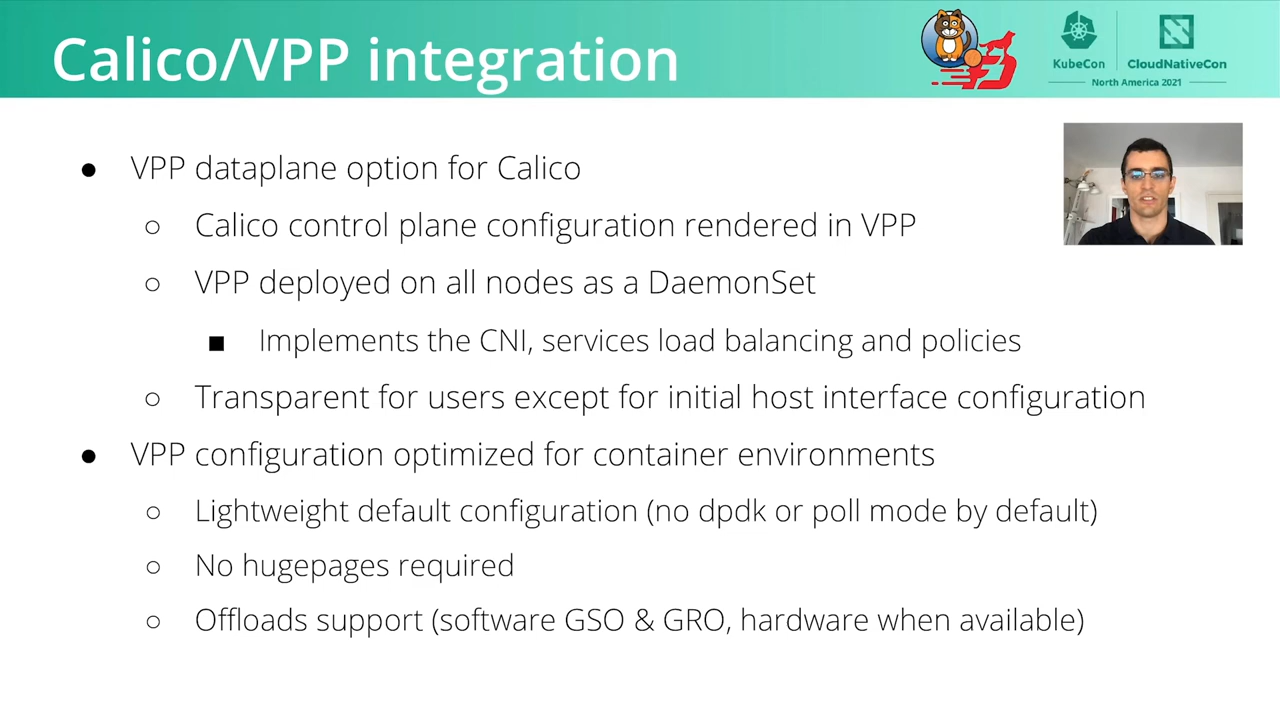 Calico/VPP integration
KubeCon
CloudNativeCon
North America 2021
● VPP dataplane option for Calico
○ Calico control plane configuration rendered in VPP
○ VPP deployed on all nodes as a DaemonSet
■ Implements the CNI, services load balancing and policies
○ Transparent for users except for initial host interface configuration
● VPP configuration optimized for container environments
○ Lightweight default configuration (no dpdk or poll mode by default)
○ No hugepages required
○ Offloads support (software GSO & GRO, hardware when available)